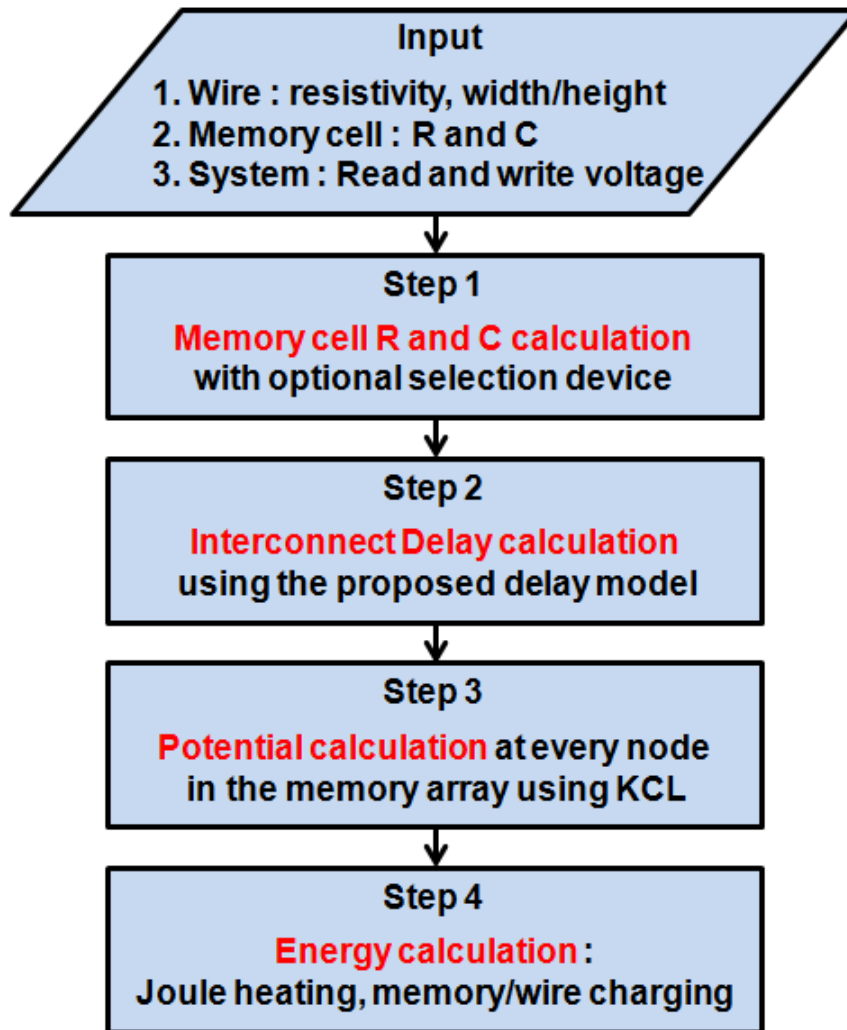 Input
1. Wire : resistivity, width/height
2. Memory cell : R and C
3. System : Read and write voltage
Step 1
Memory cell R and C calculation
with optional selection device
Step 2
Interconnect Delay calculation
using the proposed delay model
Step 3
Potential calculation at every node
in the memory array using KCL
Step 4
Energy calculation :
Joule heating, memory/wire charging